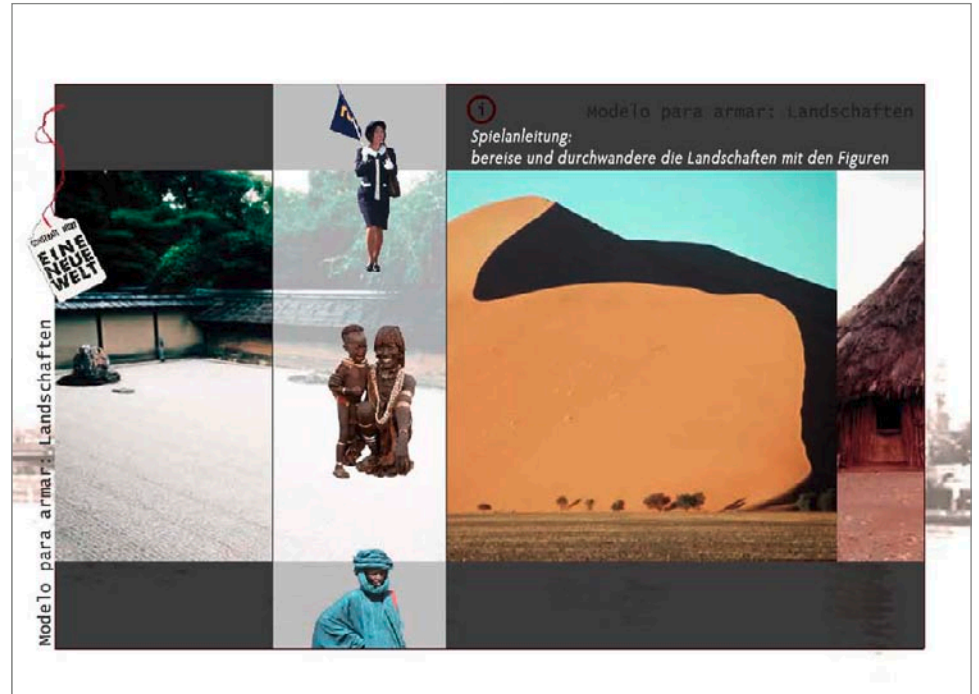 i
Modelo para armar: Landschaften
Spielanleitung:
bereise und durchwandere die Landschaften mit den Figuren
EINE
NEUE
WELT
Modelo para armar: Landschaften